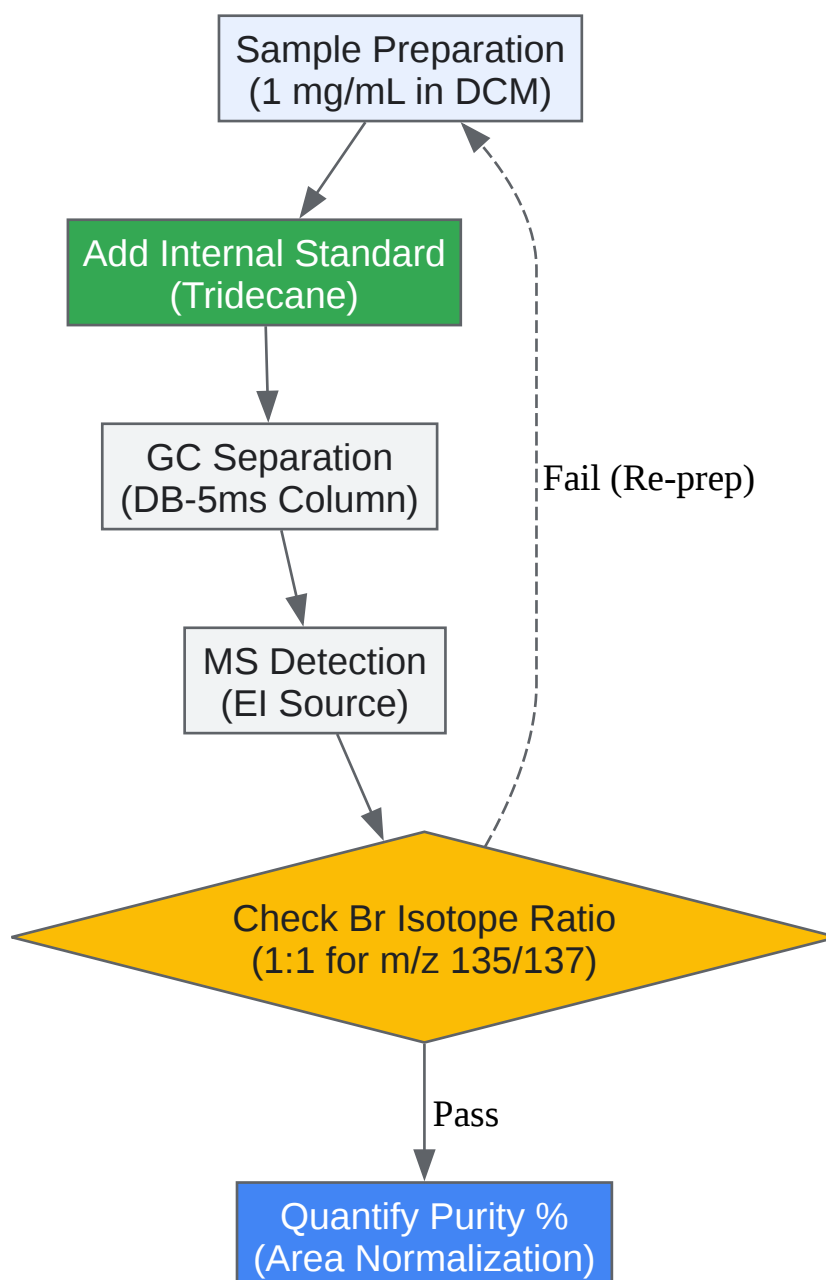 Sample Preparation
(1 mg/mL in DCM)
Add Internal Standard
(Tridecane)
GC Separation
(DB-5ms Column)
Fail (Re-prep)
MS Detection
(EI Source)
Check Br Isotope Ratio
(1:1 for m/z 135/137)
Pass
Quantify Purity %
(Area Normalization)